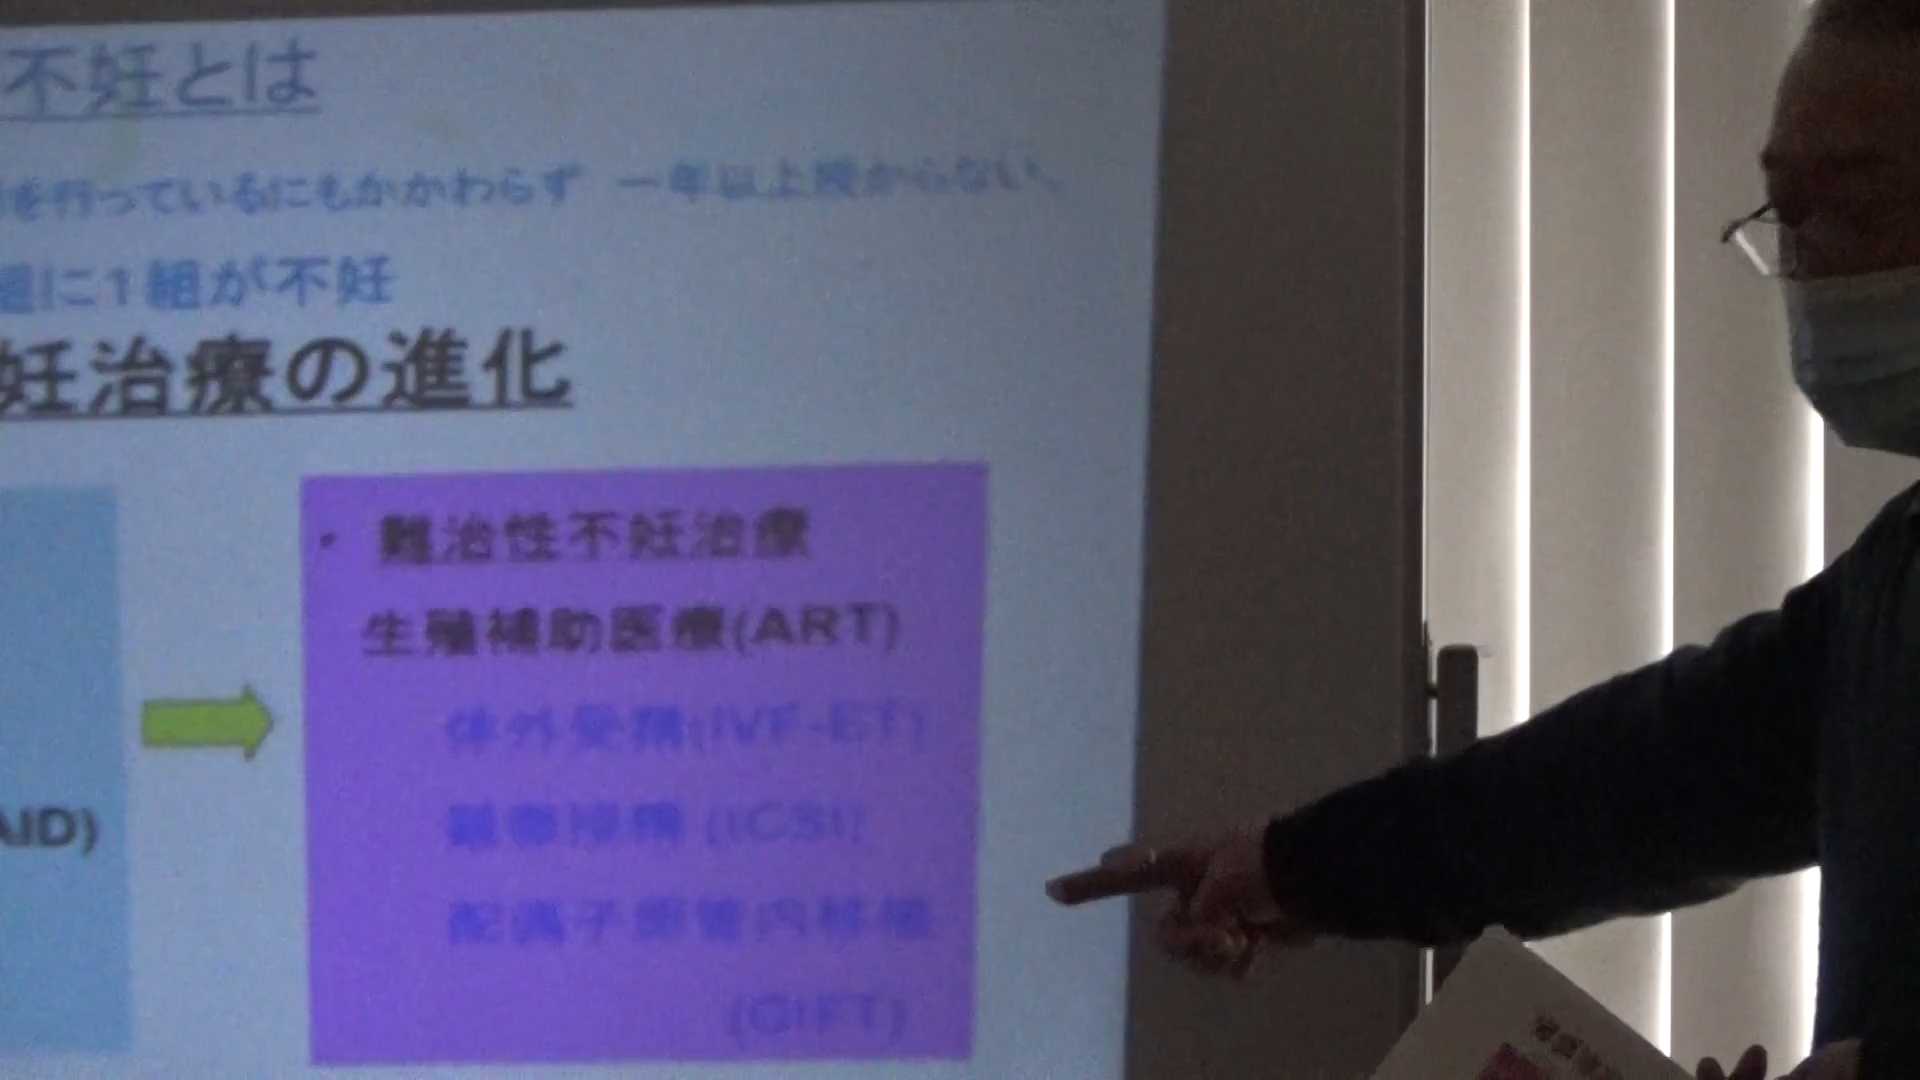 不妊とは
を行っているにもかかわらず 一年以上授からない、
組に1組が不妊
妊治療の進化
AID)
・ 難治性不妊治療
生殖補助医療(ART)
体外受精(IVF-ET)
顕微授精 (ICSI)
配偶子卵管内移植
(GIFT)